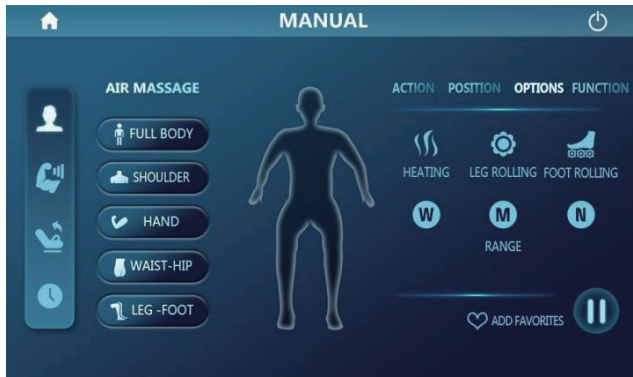 MANUAL
AIR MASSAGE
FULL BODY
SHOULDER
HAND
WAIST-HIP
LEG -FOOT
ACTION POSITION OPTIONS FUNCTION
HEATING LEG ROLLING FOOT ROLLING
W M N
RANGE
ADD FAVORITES